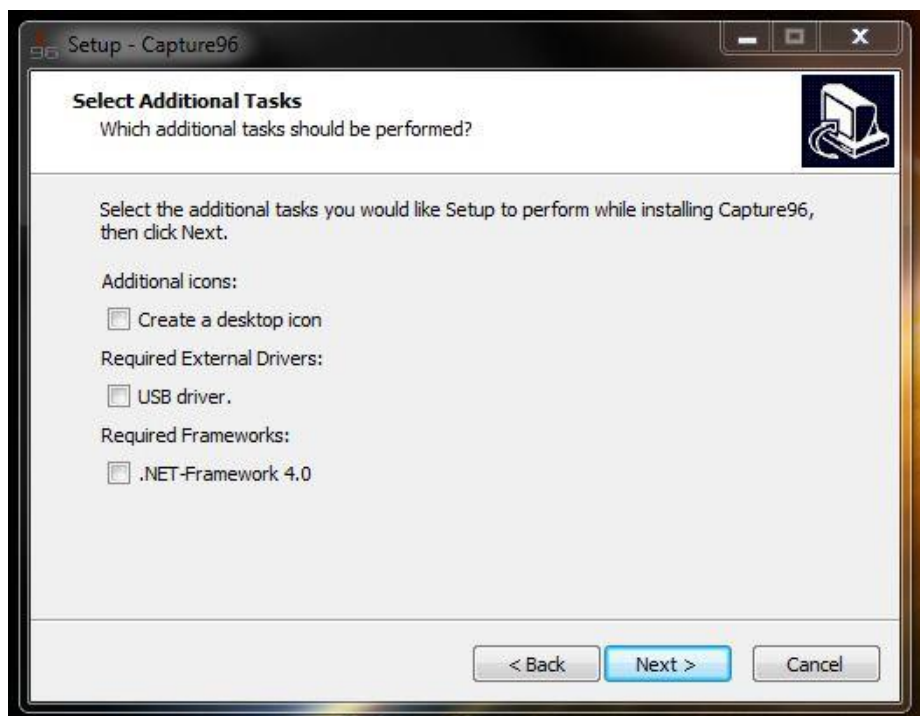 96 Setup - Capture96
Select Additional Tasks
Which additional tasks should be performed?
Select the additional tasks you would like Setup to perform while installing Capture96,
then click Next.
Additional icons:
Create a desktop icon
Required External Drivers:
USB driver.
Required Frameworks:
.NET-Framework 4.0
< Back Next > Cancel